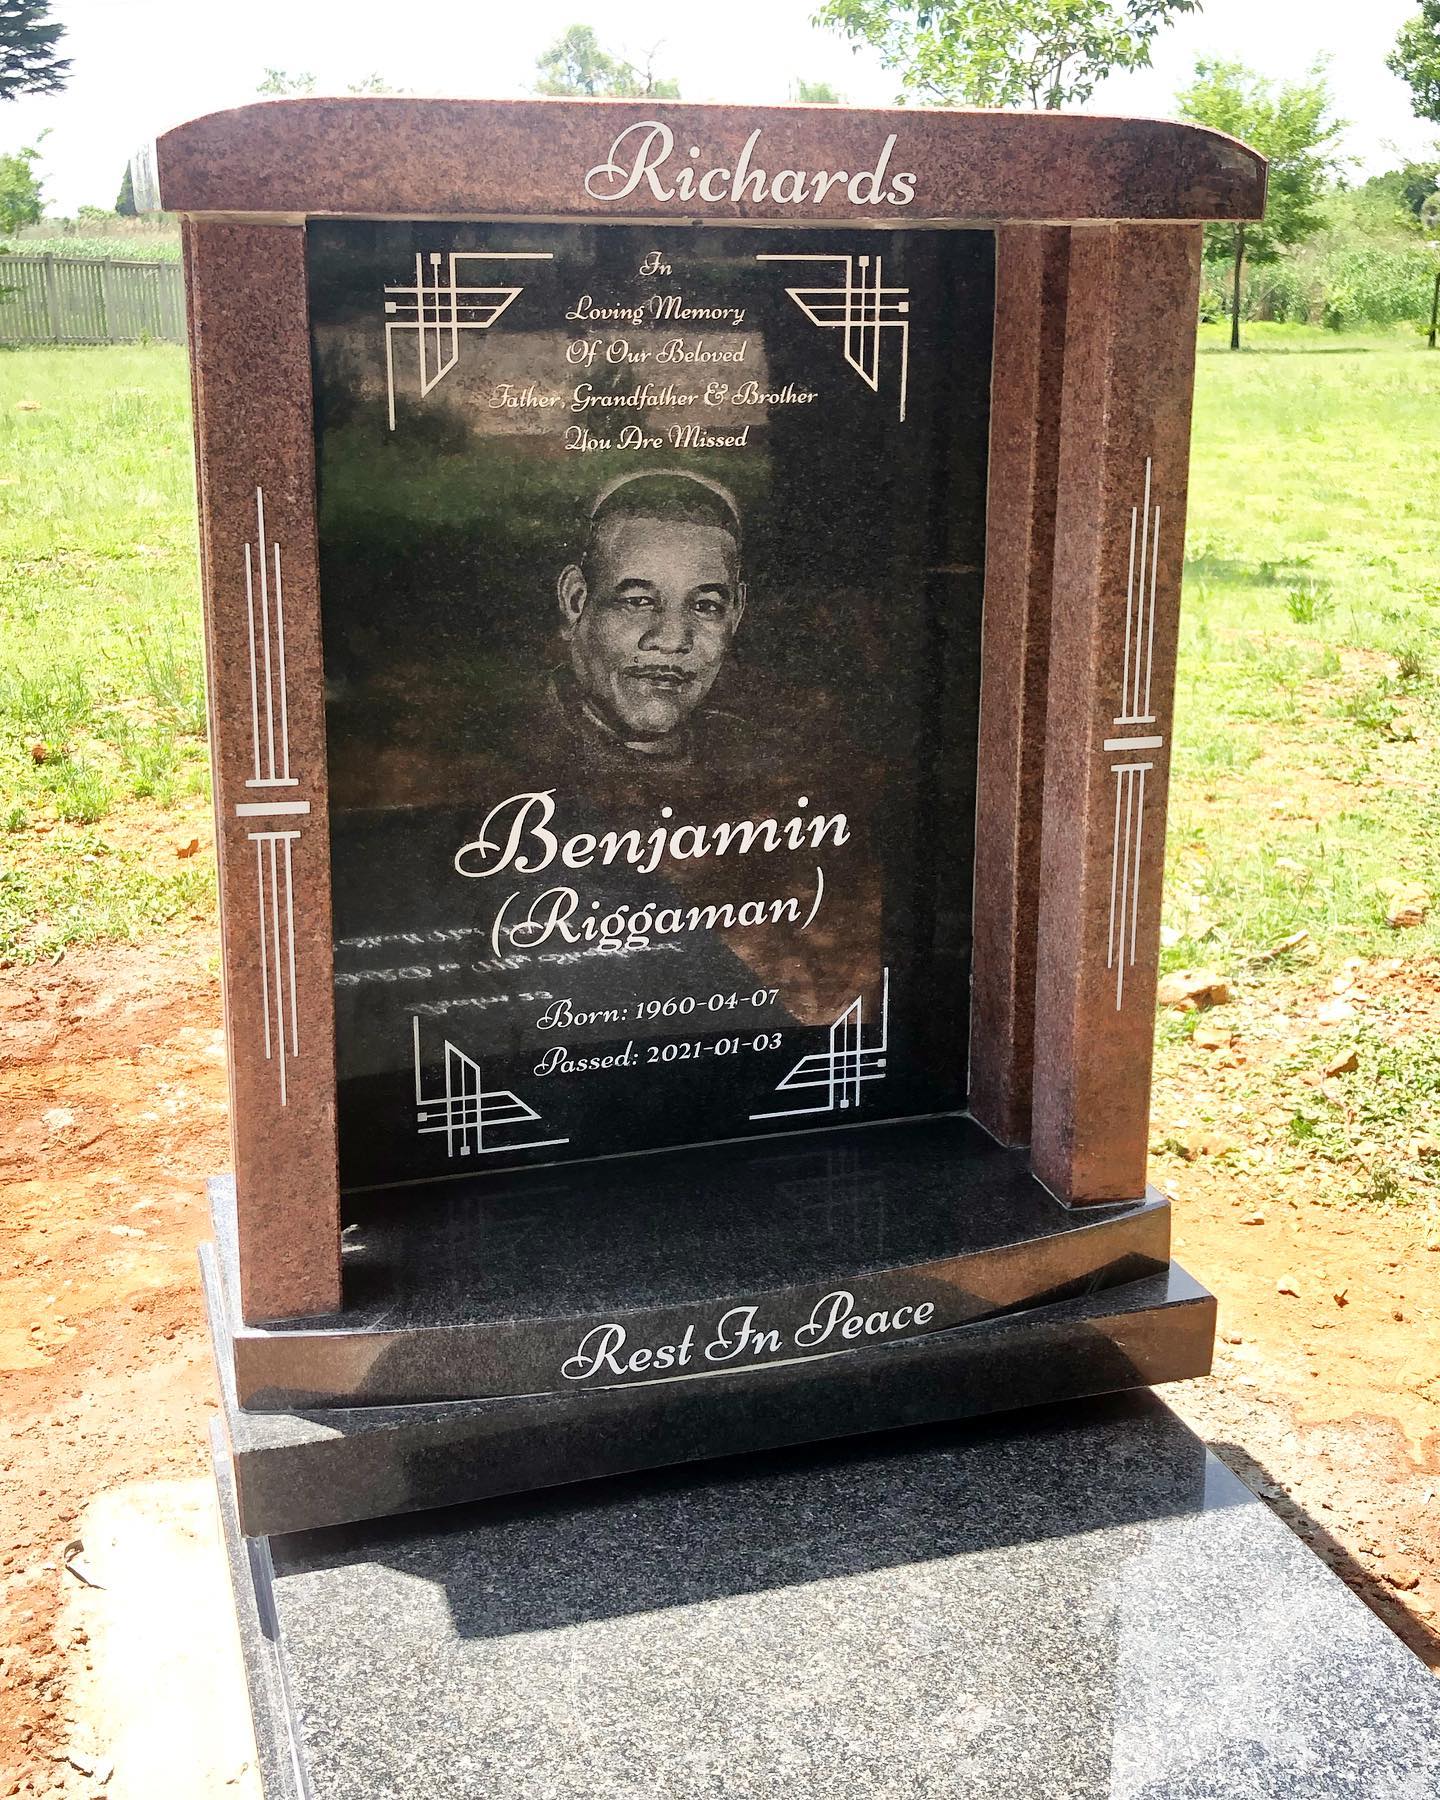 Richards
In
Loving Memory
Of Our Beloved
Father, Grandfather & Brother
You Are Missed
Benjamin
(Riggaman)
Born: 1960-04-07
Passed: 2021-01-03
Rest In Peace